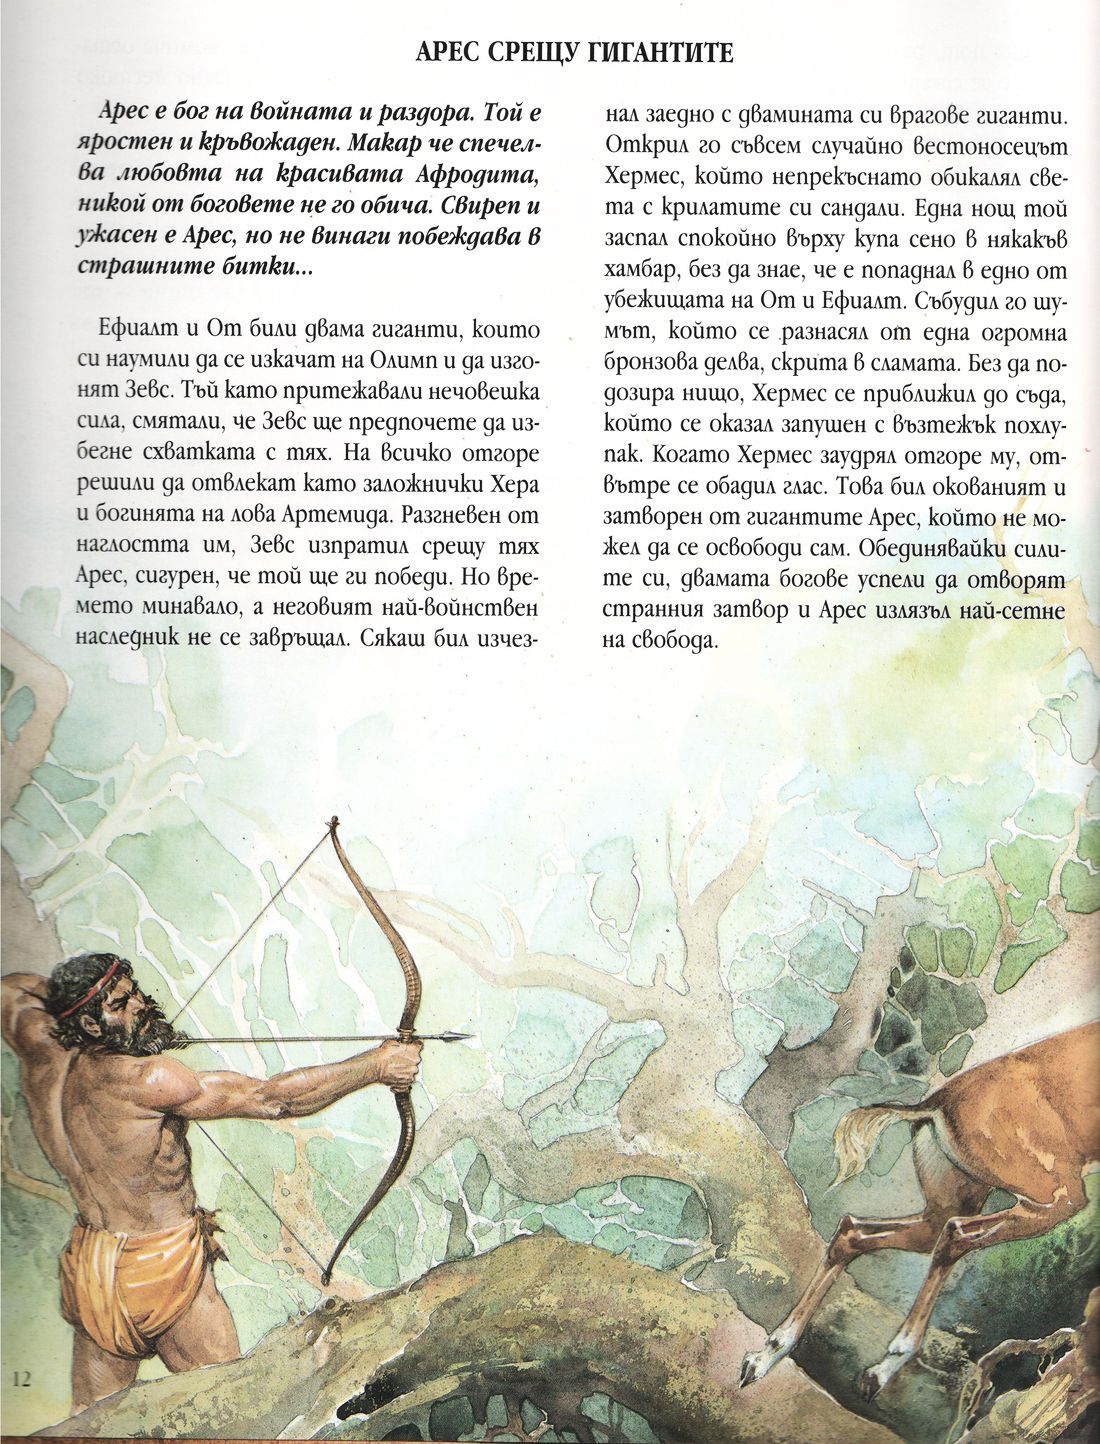 АРЕС СРЕЩУ ГИГАНТИТЕ
Арес е бог на войната и раздора. Той е
яростен и кръвожаден. Макар че спечел-
ва любовта на красивата Афродита,
никой от боговете не го обича. Свиреп и
ужасен е Арес, но не винаги побеждава в
страшните битки...
Ефиалт и От били двама гиганти, които
си наумили да се изкачат на Олимп и да изго-
нят Зевс. Тъй като притежавали нечовешка
сила, смятали, че Зевс ще предпочете да из-
бегне схватката с тях. На всичко отгоре
решили да отвлекат като заложнички Хера
и богинята на лова Артемида. Разгневен от
наглостта им, Зевс изпратил срещу тях
Арес, сигурен, че той ще ги победи. Но вре-
мето минавало, а неговият най-войнствен
наследник не се завръщал. Сякаш бил изчез-
нал заедно с двамината си врагове гиганти.
Открил го съвсем случайно вестоносецът
Хермес, който непрекъснато обикалял све-
та с крилатите си сандали. Една нощ той
заспал спокойно върху купа сено в някакъв
хамбар, без да знае, че е попаднал в едно от
убежищата на От и Ефиалт. Събудил го шу-
мът, който се разнасял от една огромна
бронзова делва, скрита в сламата. Без да по-
дозира нищо, Хермес се приближил до съда,
който се оказал запушен с възтежък похлу-
пак. Когато Хермес заудрял отгоре му, от-
вътре се обадил глас. Това бил окованият и
затворен от гигантите Арес, който не мо-
жел да се освободи сам. Обединявайки сили-
те си, двамата богове успели да отворят
странния затвор и Арес излязъл най-сетне
на свобода.
12